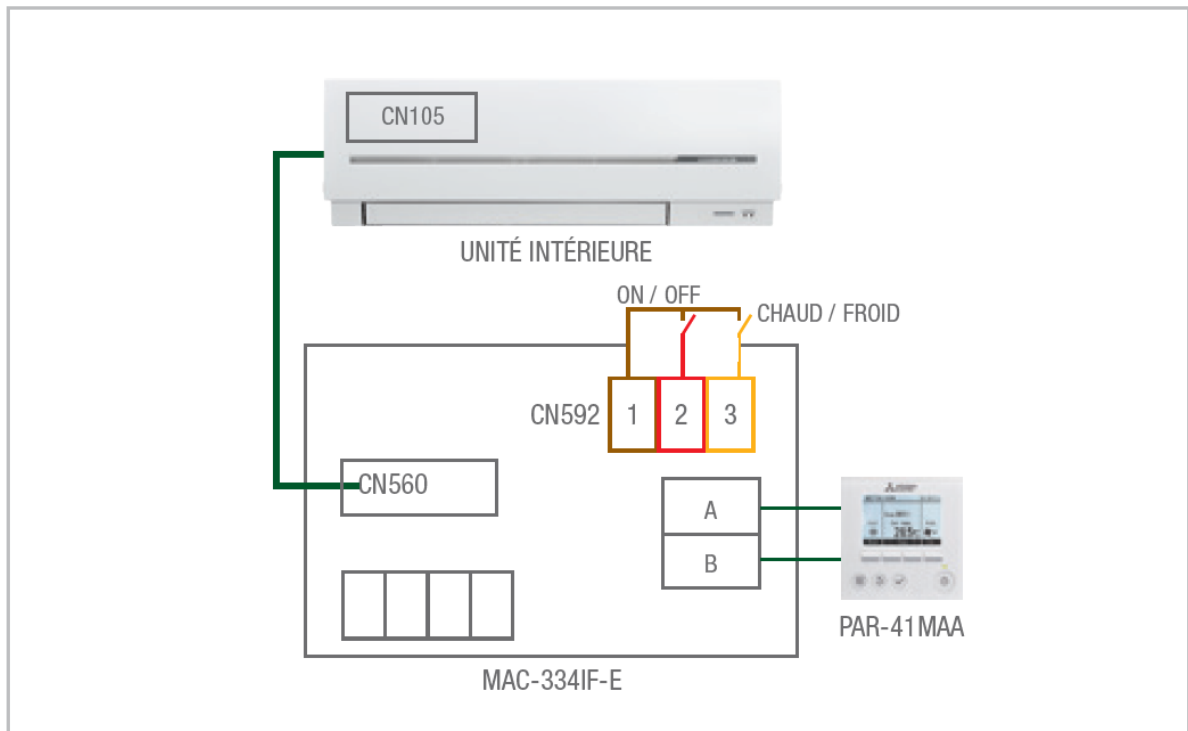 CN105
UNITÉ INTÉRIEURE
ON / OFF
CHAUD / FROID
CN592
1
2
3
CN560
A
B
PAR-41MAA
MAC-334IF-E